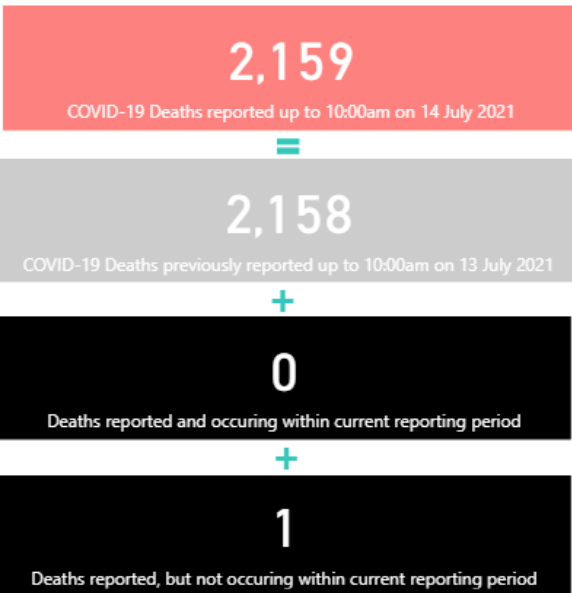 2,159
COVID-19 Deaths reported up to 10:00am on 14 July 2021
=
2,158
COVID-19 Deaths previously reported up to 10:00am on 13 July 2021
+
0
Deaths reported and occuring within current reporting period
+
1
Deaths reported, but not occuring within current reporting period